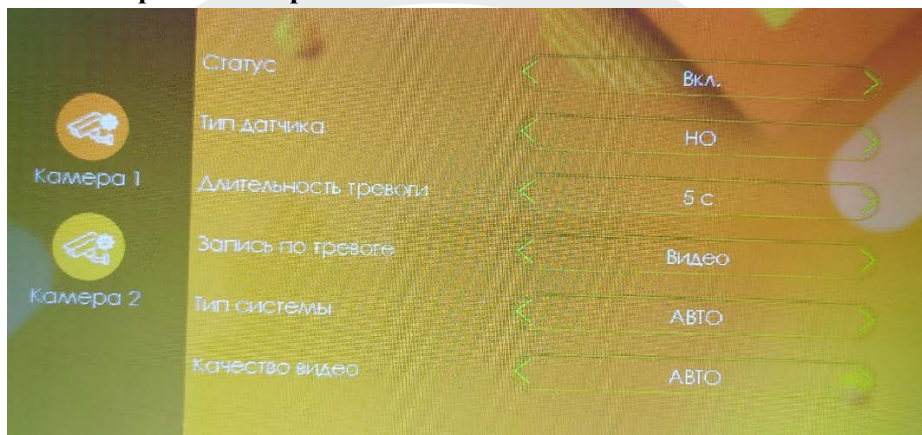 Статус
Вкл.
Тип датчика
НО
Камера 1
Длительность тревоги
5 с
Запись по тревоге
Видео
Камера 2
Тип системы
АВТО
Качество видео
АВТО